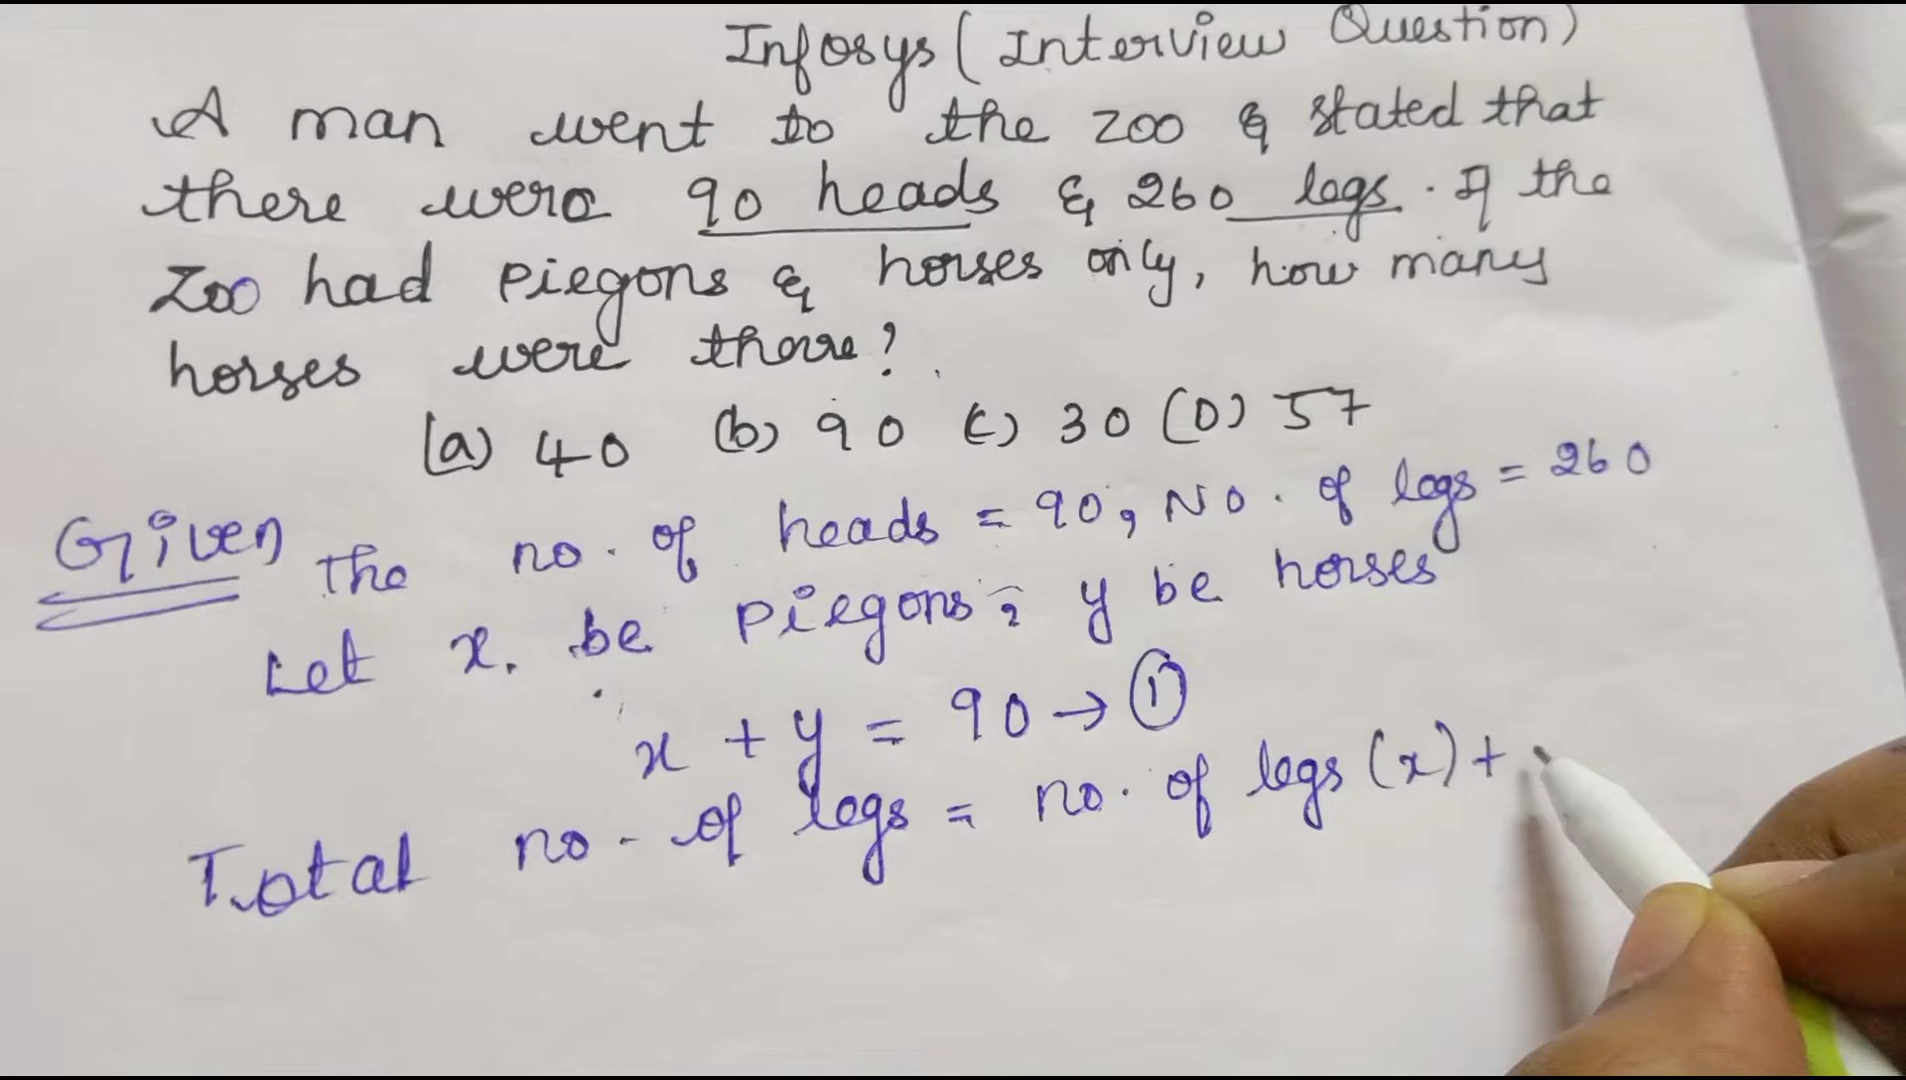 Infosys (Interview Question)
A man went to the zoo & stated that
there were 90 heads & 260 legs. If the
Zoo had Piegons & horses only, how many
horses were there?
(a) 40 (b) 90 (c) 30 (D) 57
Given the no. of heads = 90, No. of legs = 260
Let x. be Piegons, y be horses
x + y = 90 → ①
Total no. of legs = no. of legs (x) +